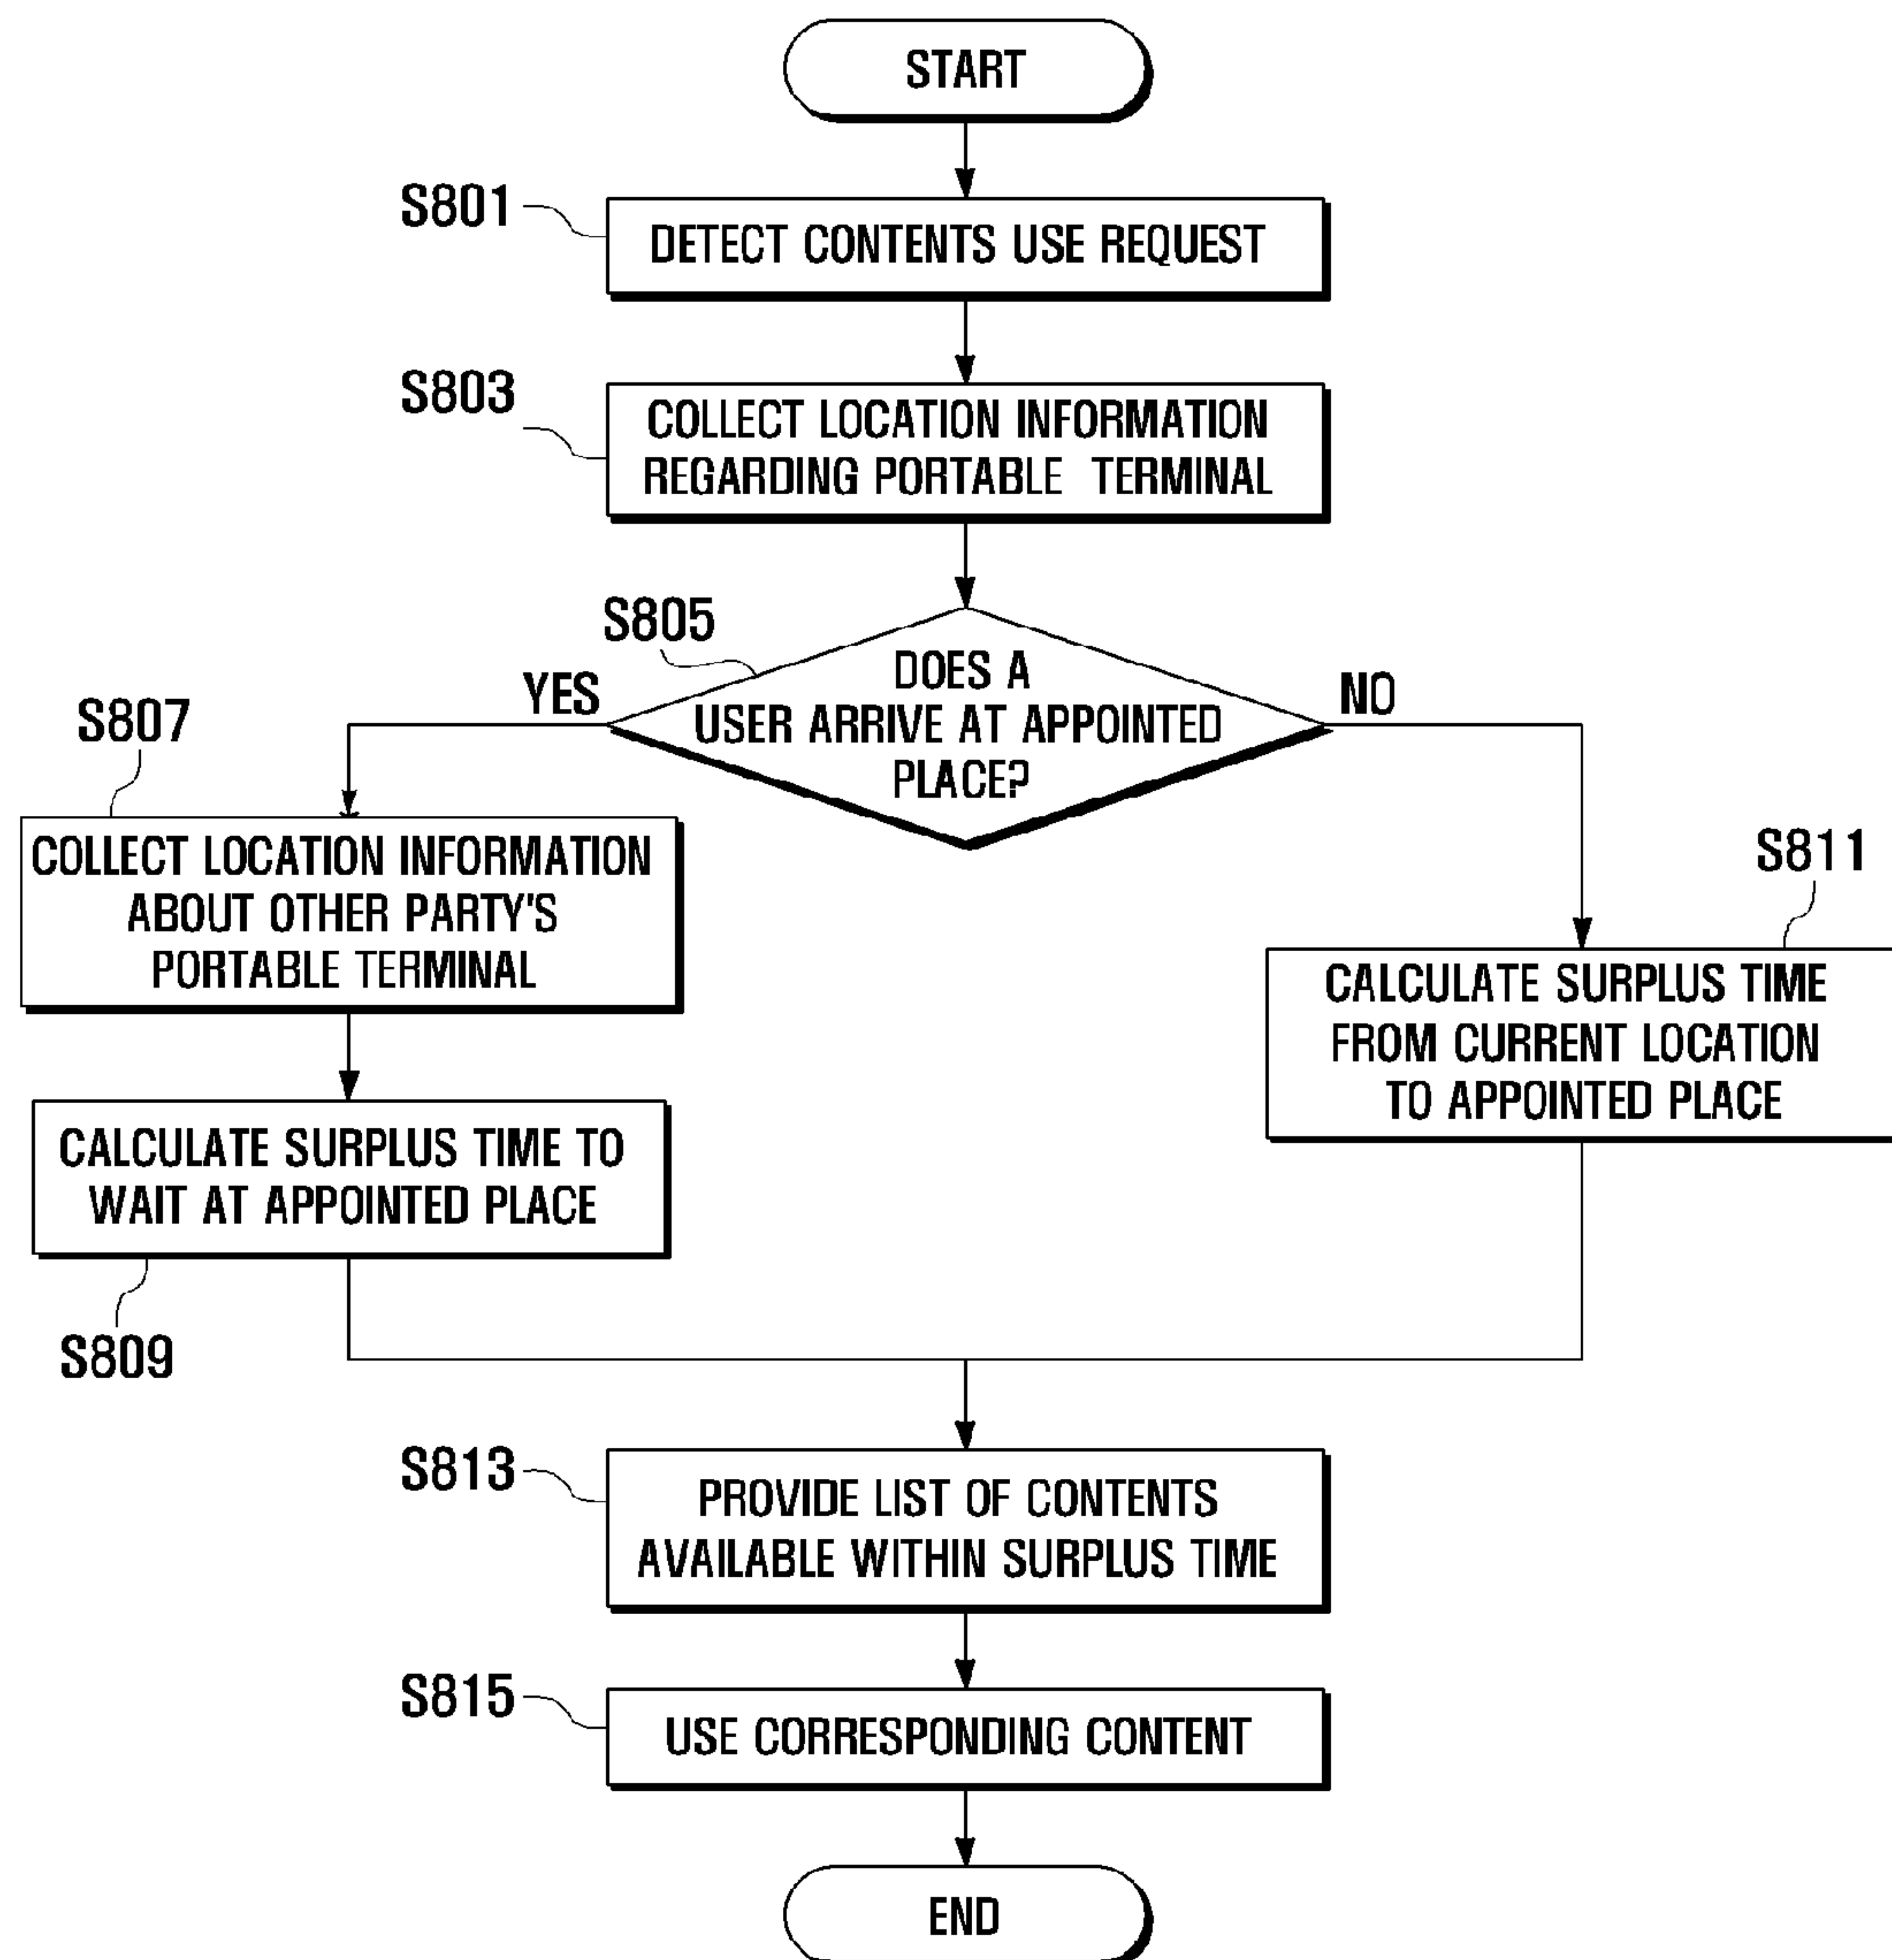 START
S801
DETECT CONTENTS USE REQUEST
S803
COLLECT LOCATION INFORMATION
REGARDING PORTABLE TERMINAL
S805
DOES A
USER ARRIVE AT APPOINTED
PLACE?
YES
NO
S807
COLLECT LOCATION INFORMATION
ABOUT OTHER PARTY'S
PORTABLE TERMINAL
S811
CALCULATE SURPLUS TIME
FROM CURRENT LOCATION
TO APPOINTED PLACE
CALCULATE SURPLUS TIME TO
WAIT AT APPOINTED PLACE
S809
S813
PROVIDE LIST OF CONTENTS
AVAILABLE WITHIN SURPLUS TIME
S815
USE CORRESPONDING CONTENT
END